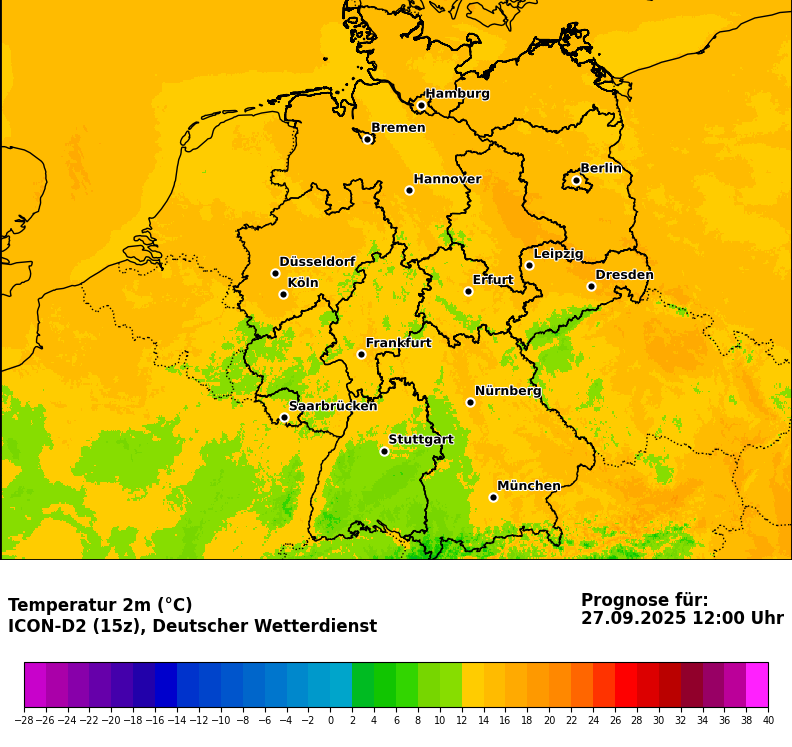 Hamburg
Bremen
Berlin
Hannover
Leipzig
Düsseldorf
Dresden
Köln
Erfurt
Frankfurt
Nürnberg
Saarbrücken
Stuttgart
München
Temperatur 2m (°C)
ICON-D2 (15z), Deutscher Wetterdienst
Prognose für:
27.09.2025 12:00 Uhr
−28 −26 −24 −22 −20 −18 −16 −14 −12 −10 −8 −6 −4 −2 0 2 4 6 8 10 12 14 16 18 20 22 24 26 28 30 32 34 36 38 40